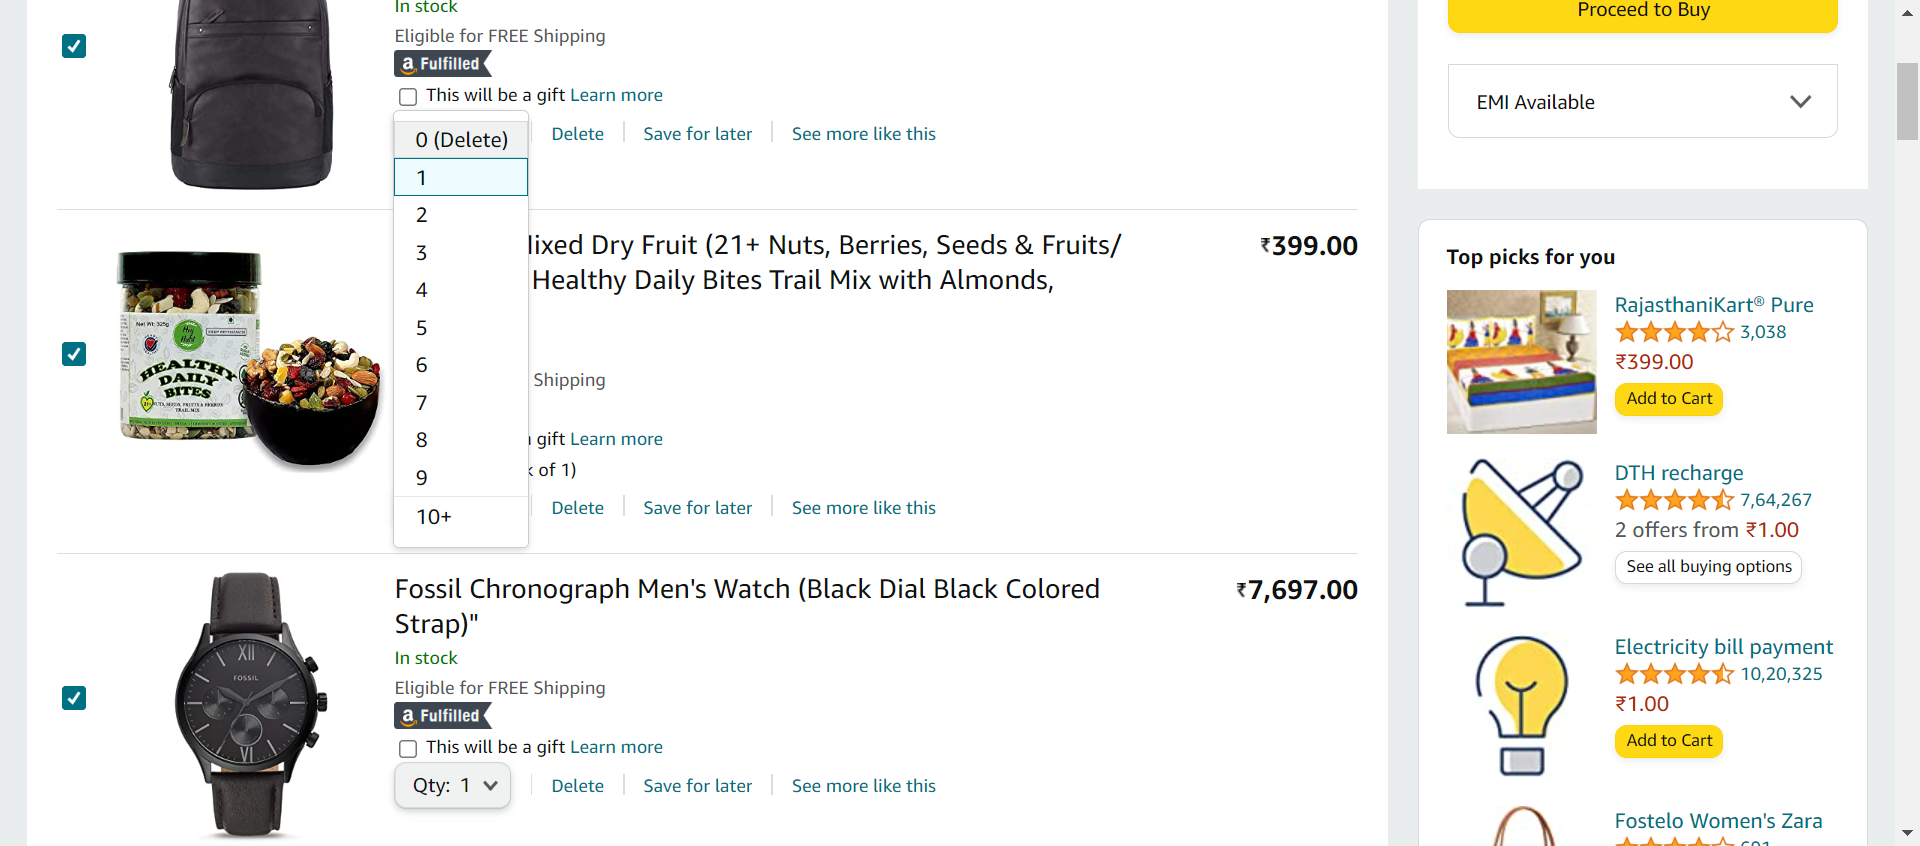 In stock
Eligible for FREE Shipping
a Fulfilled
This will be a gift Learn more
0 (Delete)
1
2
3
4
5
6
7
8
9
10+
Delete
Save for later
See more like this
Mixed Dry Fruit (21+ Nuts, Berries, Seeds & Fruits/
Healthy Daily Bites Trail Mix with Almonds,
₹399.00
Shipping
gift Learn more
of 1)
Delete
Save for later
See more like this
Net Wt: 325g
HEALTHY
DAILY
BITES
TRAIL MIX
Fossil Chronograph Men's Watch (Black Dial Black Colored
Strap)"
₹7,697.00
In stock
Eligible for FREE Shipping
a Fulfilled
This will be a gift Learn more
Qty: 1
Delete
Save for later
See more like this
FOSSIL
Proceed to Buy
EMI Available
Top picks for you
RajasthaniKart® Pure
3,038
₹399.00
Add to Cart
DTH recharge
7,64,267
2 offers from ₹1.00
See all buying options
Electricity bill payment
10,20,325
₹1.00
Add to Cart
Fostelo Women's Zara